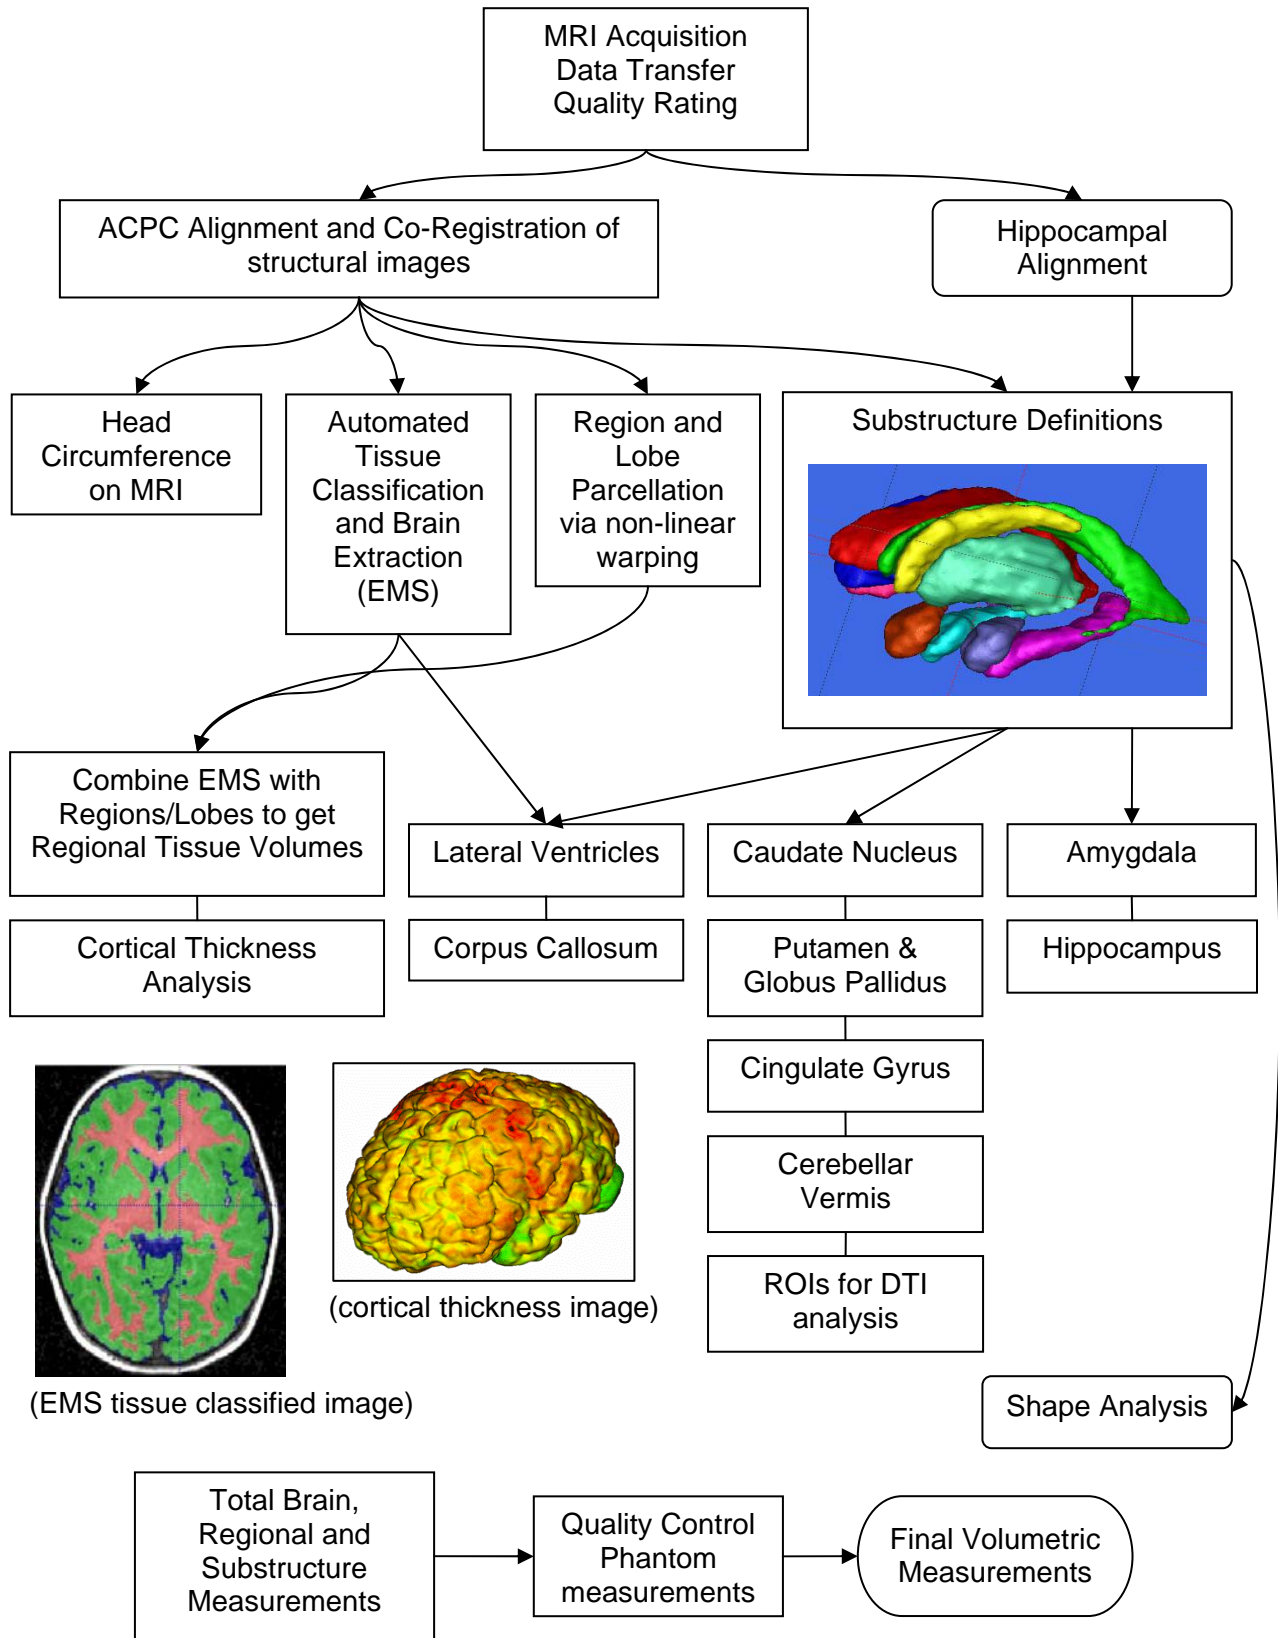 MRI Acquisition
Data Transfer
Quality Rating
ACPC Alignment and Co-Registration of
structural images
Hippocampal
Alignment
Head
Circumference
on MRI
Automated
Tissue
Classification
and Brain
Extraction
(EMS)
Region and
Lobe
Parcellation
via non-linear
warping
Substructure Definitions
Combine EMS with
Regions/Lobes to get
Regional Tissue Volumes
Lateral Ventricles
Caudate Nucleus
Amygdala
Cortical Thickness
Analysis
Corpus Callosum
Putamen &
Globus Pallidus
Hippocampus
Cingulate Gyrus
Cerebellar
Vermis
ROIs for DTI
analysis
(cortical thickness image)
(EMS tissue classified image)
Shape Analysis
Total Brain,
Regional and
Substructure
Measurements
Quality Control
Phantom
measurements
Final Volumetric
Measurements